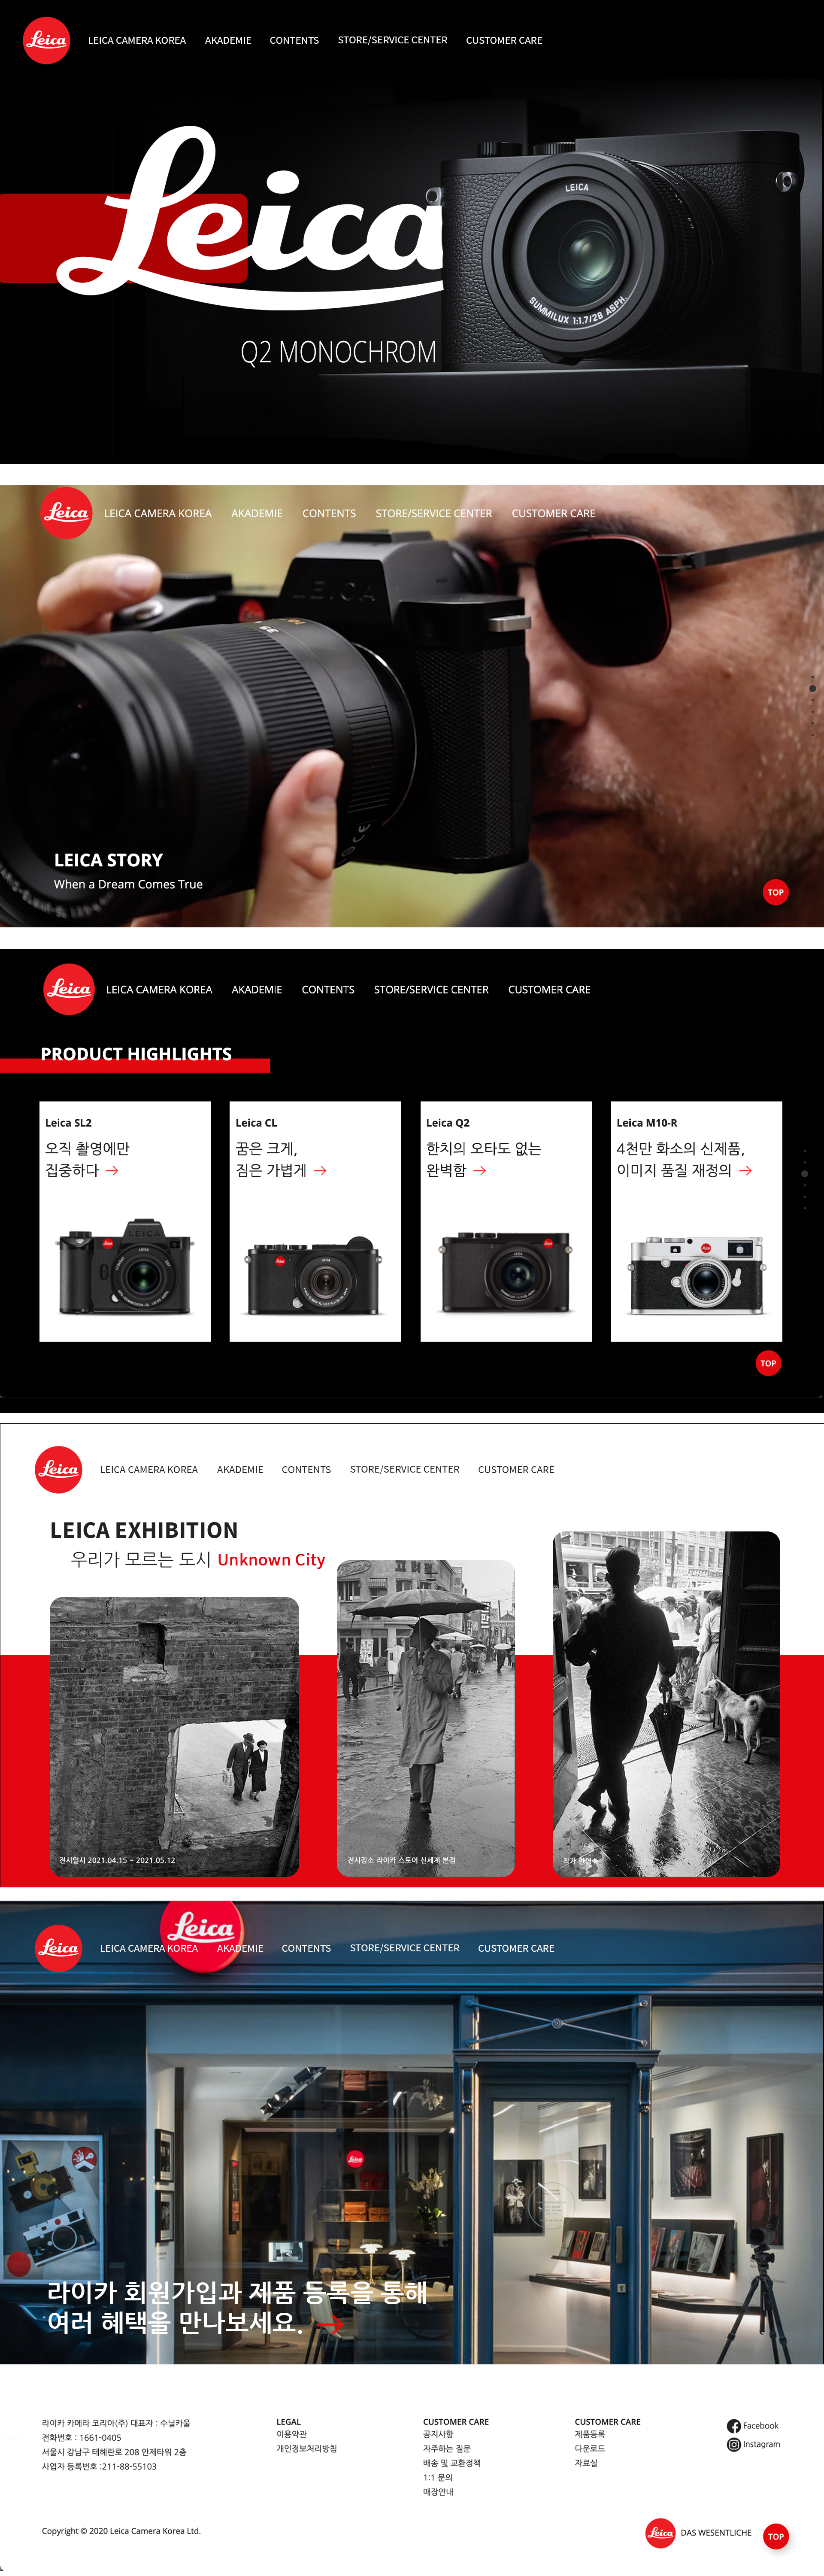 Leica
LEICA CAMERA KOREA AKADEMIE CONTENTS STORE/SERVICE CENTER CUSTOMER CARE
Leica
LEICA
SUMMILUX 1:1.7/28 ASPH.
Q2 MONOCHROM
Leica
LEICA CAMERA KOREA AKADEMIE CONTENTS STORE/SERVICE CENTER CUSTOMER CARE
LEICA
35
LEICA STORY
When a Dream Comes True
TOP
Leica
LEICA CAMERA KOREA AKADEMIE CONTENTS STORE/SERVICE CENTER CUSTOMER CARE
PRODUCT HIGHLIGHTS
Leica SL2
오직 촬영에만
집중하다 →
LEICA
Leica CL
꿈은 크게,
짐은 가볍게 →
Leica Q2
한치의 오타도 없는
완벽함 →
Leica M10-R
4천만 화소의 신제품,
이미지 품질 재정의 →
TOP
Leica
LEICA CAMERA KOREA AKADEMIE CONTENTS STORE/SERVICE CENTER CUSTOMER CARE
LEICA EXHIBITION
우리가 모르는 도시 Unknown City
전시일시 2021.04.15 ~ 2021.05.12
전시장소 라이카 스토어 신세계 본점
작가
Leica
Leica
LEICA CAMERA KOREA AKADEMIE CONTENTS STORE/SERVICE CENTER CUSTOMER CARE
Leica
라이카 회원가입과 제품 등록을 통해
여러 혜택을 만나보세요. →
라이카 카메라 코리아(주) 대표자 : 수닐카울
전화번호 : 1661-0405
서울시 강남구 테헤란로 208 안제타워 2층
사업자 등록번호 :211-88-55103
LEGAL
이용약관
개인정보처리방침
CUSTOMER CARE
공지사항
자주하는 질문
배송 및 교환정책
1:1 문의
매장안내
CUSTOMER CARE
제품등록
다운로드
자료실
Facebook
Instagram
Copyright © 2020 Leica Camera Korea Ltd.
Leica
DAS WESENTLICHE
TOP